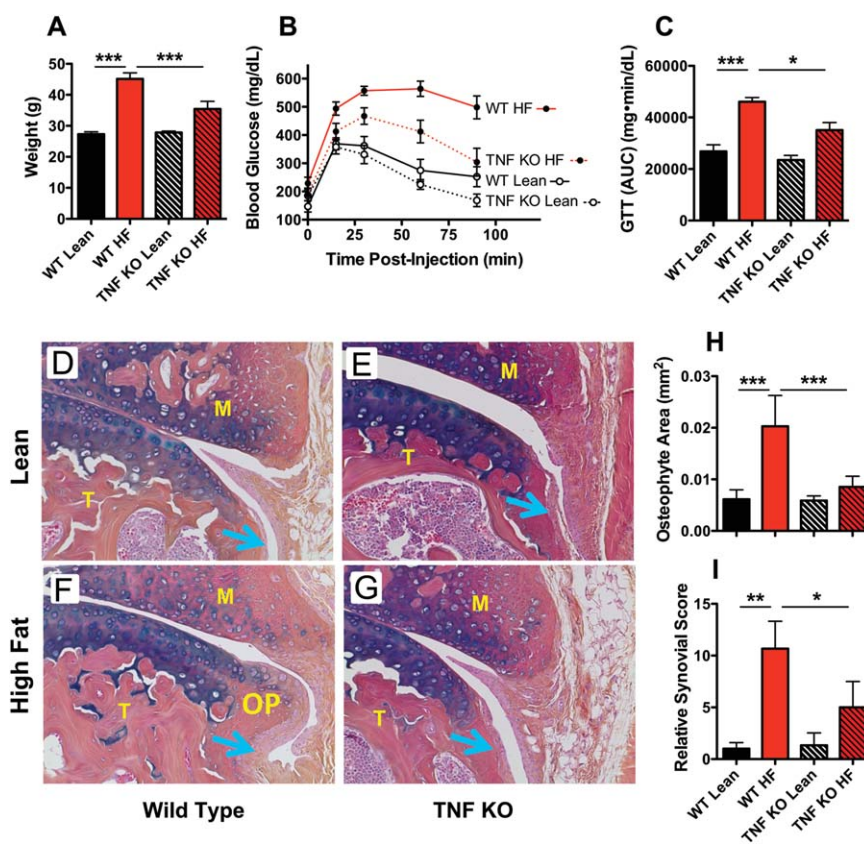 A
Weight (g)
50
40
30
20
10
0
*** ***
WT Lean
WT HF
TNF KO Lean
TNF KO HF
B
Blood Glucose (mg/dL)
600
500
400
300
200
100
0 25 50 75 100
Time Post-Injection (min)
WT HF
TNF KO HF
WT Lean
TNF KO Lean
C
GTT (AUC) (mg•min/dL)
60000
40000
20000
0
*** *
WT Lean
WT HF
TNF KO Lean
TNF KO HF
Lean
D
M
T
E
M
T
High Fat
F
M
T
OP
G
M
T
Wild Type
TNF KO
H
Osteophyte Area (mm²)
0.03
0.02
0.01
0.00
*** ***
I
Relative Synovial Score
15
10
5
0
** *
WT Lean
WT HF
TNF KO Lean
TNF KO HF